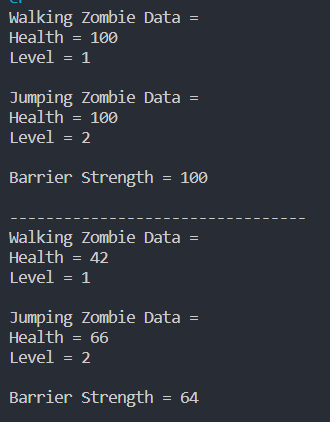 Walking Zombie Data =
Health = 100
Level = 1
Jumping Zombie Data =
Health = 100
Level = 2
Barrier Strength = 100
---------------------------------
Walking Zombie Data =
Health = 42
Level = 1
Jumping Zombie Data =
Health = 66
Level = 2
Barrier Strength = 64